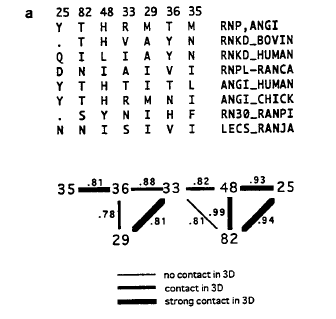 a
25 82 48 33 29 36 35
Y T H R M T M RNP,ANGI
. T H V A Y N RNKD_BOVIN
Q I L I A Y N RNKD_HUMAN
D N I A I V I RNPL-RANCA
Y T H T I T L ANGI_HUMAN
Y T H R M N I ANGI_CHICK
. S Y N I H F RN30_RANPI
N N I S I V I LECS_RANJA
35 .81 36 .88 33 .82 48 .93 25
.78 .81 .81 .99 .94
29 82
no contact in 3D
contact in 3D
strong contact in 3D